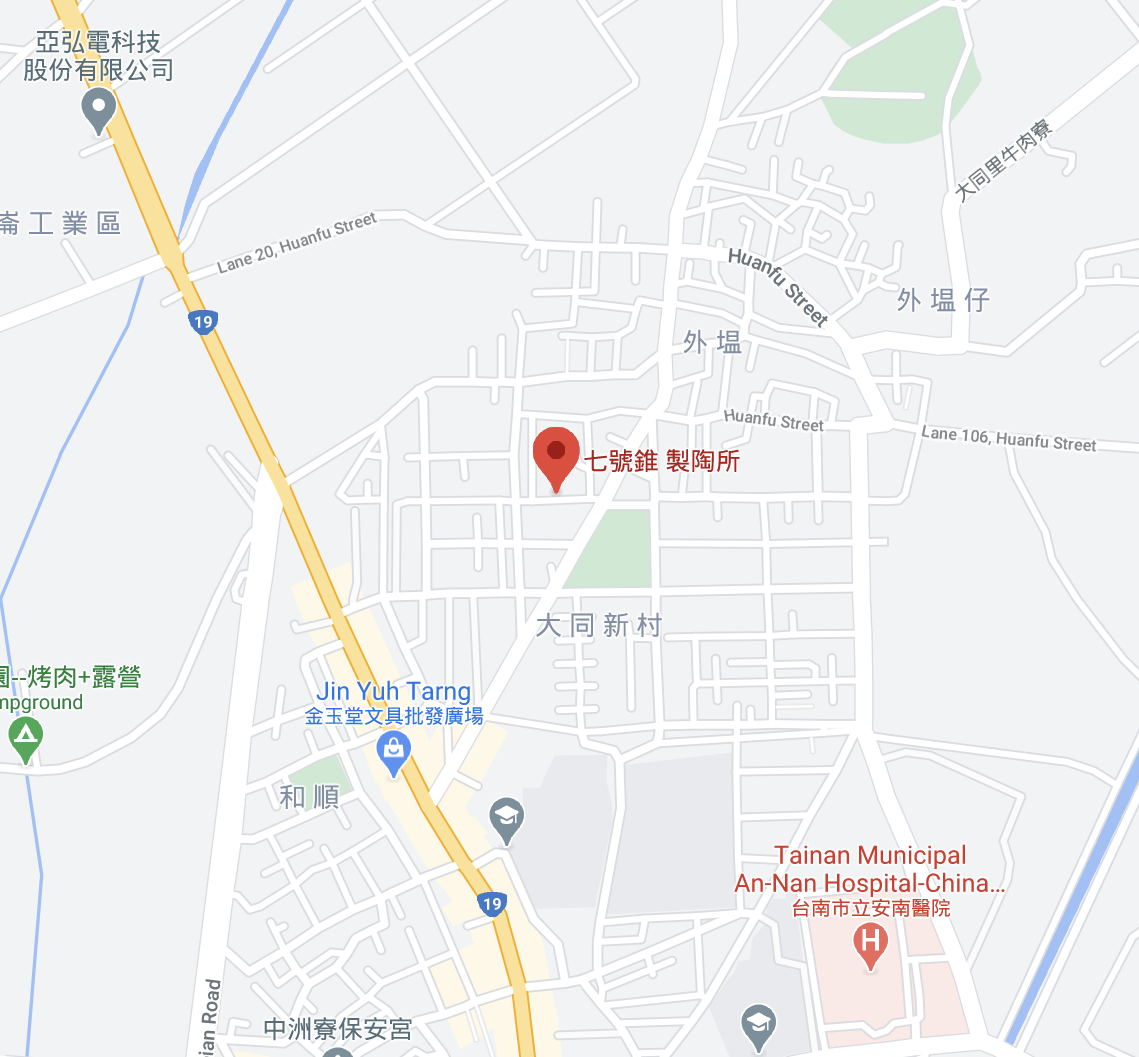 亞弘電科技
股份有限公司
大同里牛肉寮
崙工業區
Lane 20, Huanfu Street
Huanfu Street
外塭仔
19
外塭
Huanfu Street
Lane 106, Huanfu Street
七號錐 製陶所
大同新村
園--烤肉+露營
mpground
Jin Yuh Tarng
金玉堂文具批發廣場
和順
Tainan Municipal
An-Nan Hospital-China...
台南市立安南醫院
19
H
Road
中洲寮保安宮